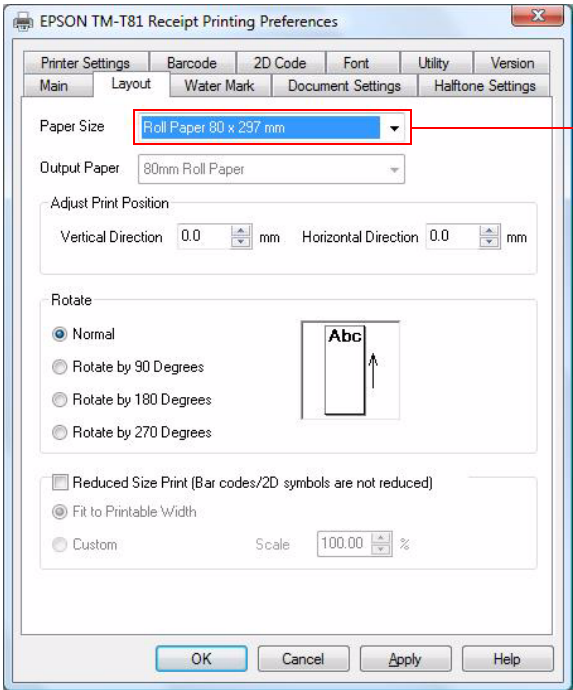 EPSON TM-T81 Receipt Printing Preferences
Printer Settings Barcode 2D Code Font Utility Version
Main Layout Water Mark Document Settings Halftone Settings
Paper Size Roll Paper 80 x 297 mm
Output Paper 80mm Roll Paper
Adjust Print Position
Vertical Direction 0.0 mm Horizontal Direction 0.0 mm
Rotate
Normal
Abc
Rotate by 90 Degrees
Rotate by 180 Degrees
Rotate by 270 Degrees
Reduced Size Print (Bar codes/2D symbols are not reduced)
Fit to Printable Width
Custom Scale 100.00 %
OK Cancel Apply Help